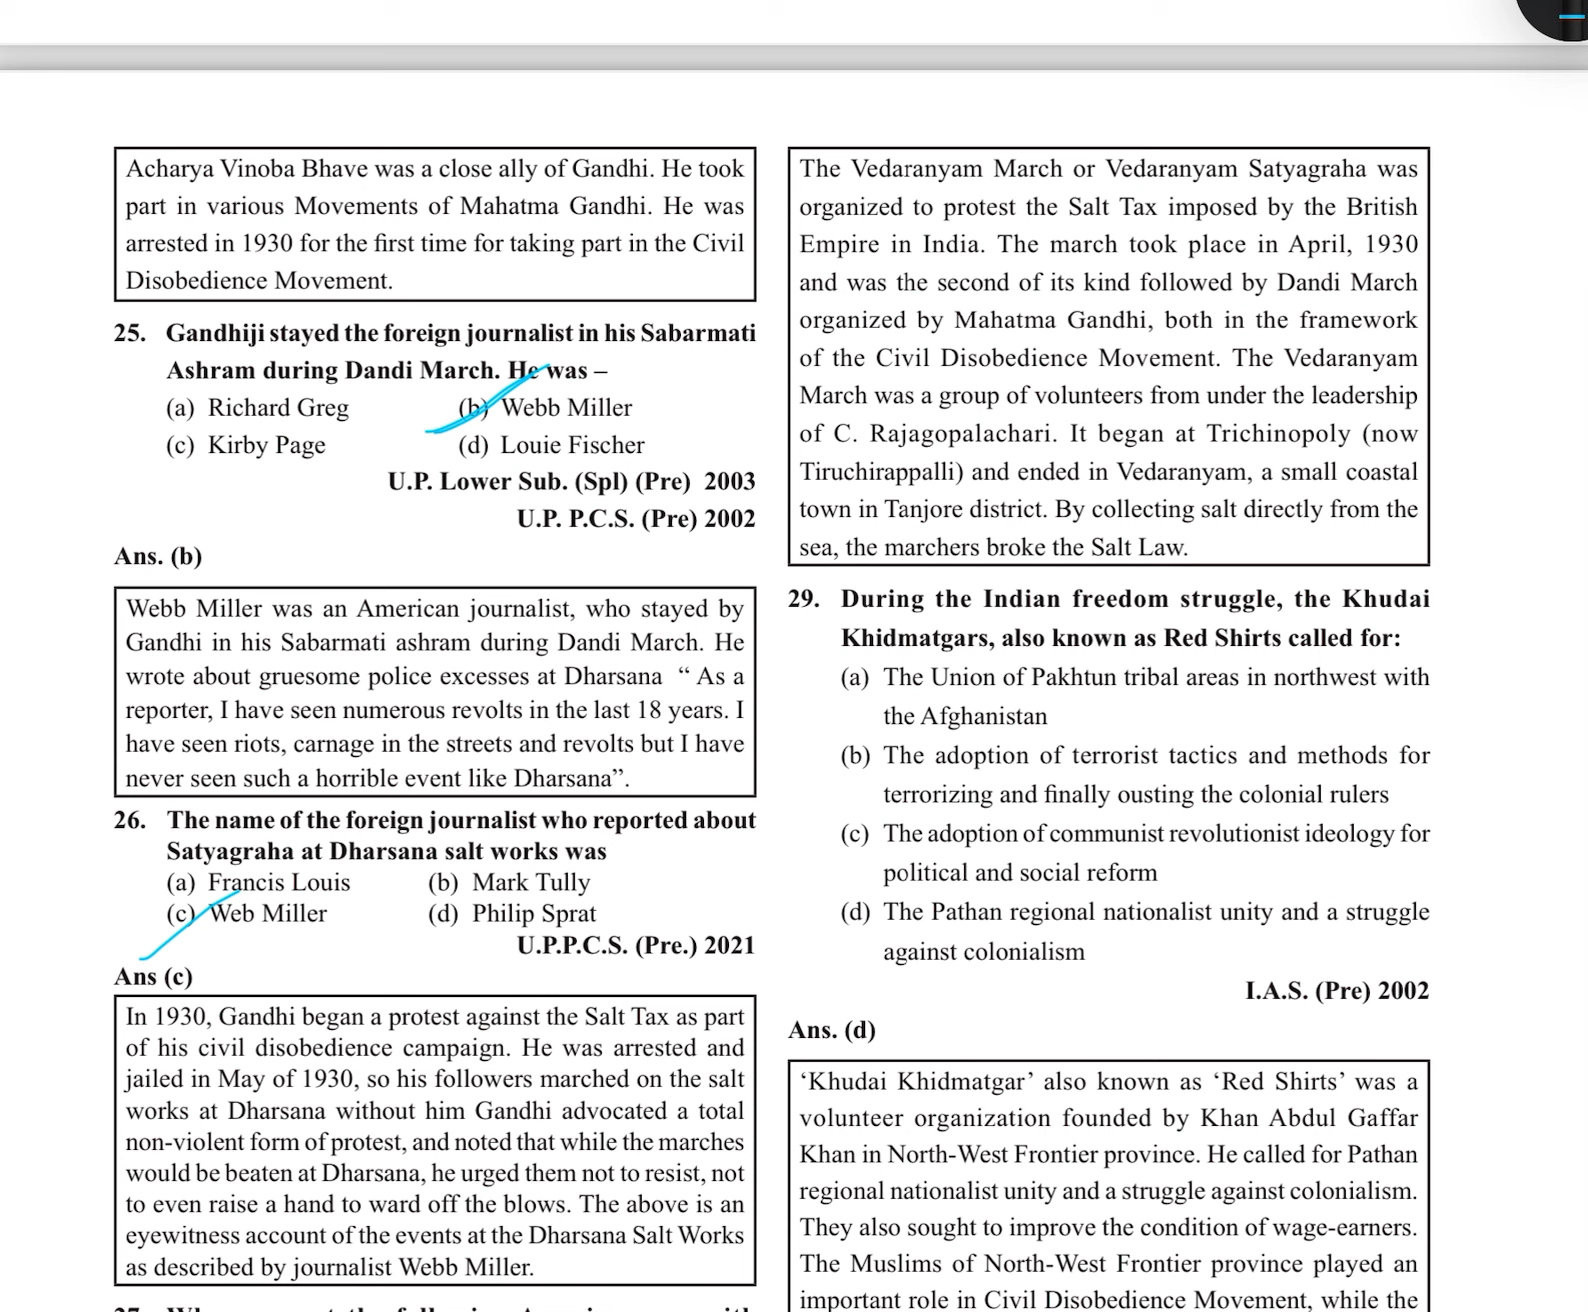 Acharya Vinoba Bhave was a close ally of Gandhi. He took
part in various Movements of Mahatma Gandhi. He was
arrested in 1930 for the first time for taking part in the Civil
Disobedience Movement.
25. Gandhiji stayed the foreign journalist in his Sabarmati
Ashram during Dandi March. He was –
(a) Richard Greg (b) Webb Miller
(c) Kirby Page (d) Louie Fischer
U.P. Lower Sub. (Spl) (Pre) 2003
U.P. P.C.S. (Pre) 2002
Ans. (b)
Webb Miller was an American journalist, who stayed by
Gandhi in his Sabarmati ashram during Dandi March. He
wrote about gruesome police excesses at Dharsana “ As a
reporter, I have seen numerous revolts in the last 18 years. I
have seen riots, carnage in the streets and revolts but I have
never seen such a horrible event like Dharsana”.
26. The name of the foreign journalist who reported about
Satyagraha at Dharsana salt works was
(a) Francis Louis (b) Mark Tully
(c) Web Miller (d) Philip Sprat
U.P.P.C.S. (Pre.) 2021
Ans (c)
In 1930, Gandhi began a protest against the Salt Tax as part
of his civil disobedience campaign. He was arrested and
jailed in May of 1930, so his followers marched on the salt
works at Dharsana without him Gandhi advocated a total
non-violent form of protest, and noted that while the marches
would be beaten at Dharsana, he urged them not to resist, not
to even raise a hand to ward off the blows. The above is an
eyewitness account of the events at the Dharsana Salt Works
as described by journalist Webb Miller.
The Vedaranyam March or Vedaranyam Satyagraha was
organized to protest the Salt Tax imposed by the British
Empire in India. The march took place in April, 1930
and was the second of its kind followed by Dandi March
organized by Mahatma Gandhi, both in the framework
of the Civil Disobedience Movement. The Vedaranyam
March was a group of volunteers from under the leadership
of C. Rajagopalachari. It began at Trichinopoly (now
Tiruchirappalli) and ended in Vedaranyam, a small coastal
town in Tanjore district. By collecting salt directly from the
sea, the marchers broke the Salt Law.
29. During the Indian freedom struggle, the Khudai
Khidmatgars, also known as Red Shirts called for:
(a) The Union of Pakhtun tribal areas in northwest with
the Afghanistan
(b) The adoption of terrorist tactics and methods for
terrorizing and finally ousting the colonial rulers
(c) The adoption of communist revolutionist ideology for
political and social reform
(d) The Pathan regional nationalist unity and a struggle
against colonialism
I.A.S. (Pre) 2002
Ans. (d)
‘Khudai Khidmatgar’ also known as ‘Red Shirts’ was a
volunteer organization founded by Khan Abdul Gaffar
Khan in North-West Frontier province. He called for Pathan
regional nationalist unity and a struggle against colonialism.
They also sought to improve the condition of wage-earners.
The Muslims of North-West Frontier province played an
important role in Civil Disobedience Movement, while the